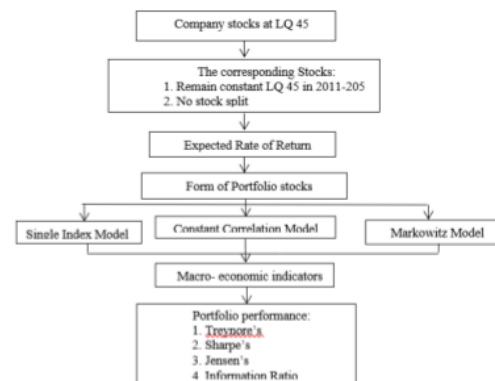 Company stocks at LQ 45
The corresponding Stocks:
1. Remain constant LQ 45 in 2011-205
2. No stock split
Expected Rate of Return
Form of Portfolio stocks
Single Index Model
Constant Correlation Model
Markowitz Model
Macro- economic indicators
Portfolio performance:
1. Treynore's
2. Sharpe's
3. Jensen's
4 Information Ratio